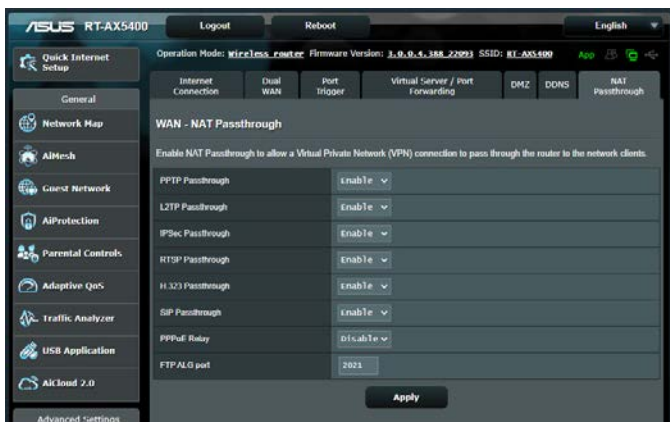 ASUS RT-AX5400 Logout Reboot English
Quick Internet Setup
Operation Mode: Wireless router Firmware Version: 3.0.0.4.388_22093 SSID: RT-AX5400
App
Internet Connection Dual WAN Port Trigger Virtual Server / Port Forwarding DMZ DDNS NAT Passthrough
General
Network Map
AiMesh
Guest Network
AiProtection
Parental Controls
Adaptive QoS
Traffic Analyzer
USB Application
AiCloud 2.0
Advanced Settings
WAN - NAT Passthrough
Enable NAT Passthrough to allow a Virtual Private Network (VPN) connection to pass through the router to the network clients.
PPTP Passthrough Enable
L2TP Passthrough Enable
IPSec Passthrough Enable
RTSP Passthrough Enable
H.323 Passthrough Enable
SIP Passthrough Enable
PPPoE Relay Disable
FTP ALG port 2021
Apply